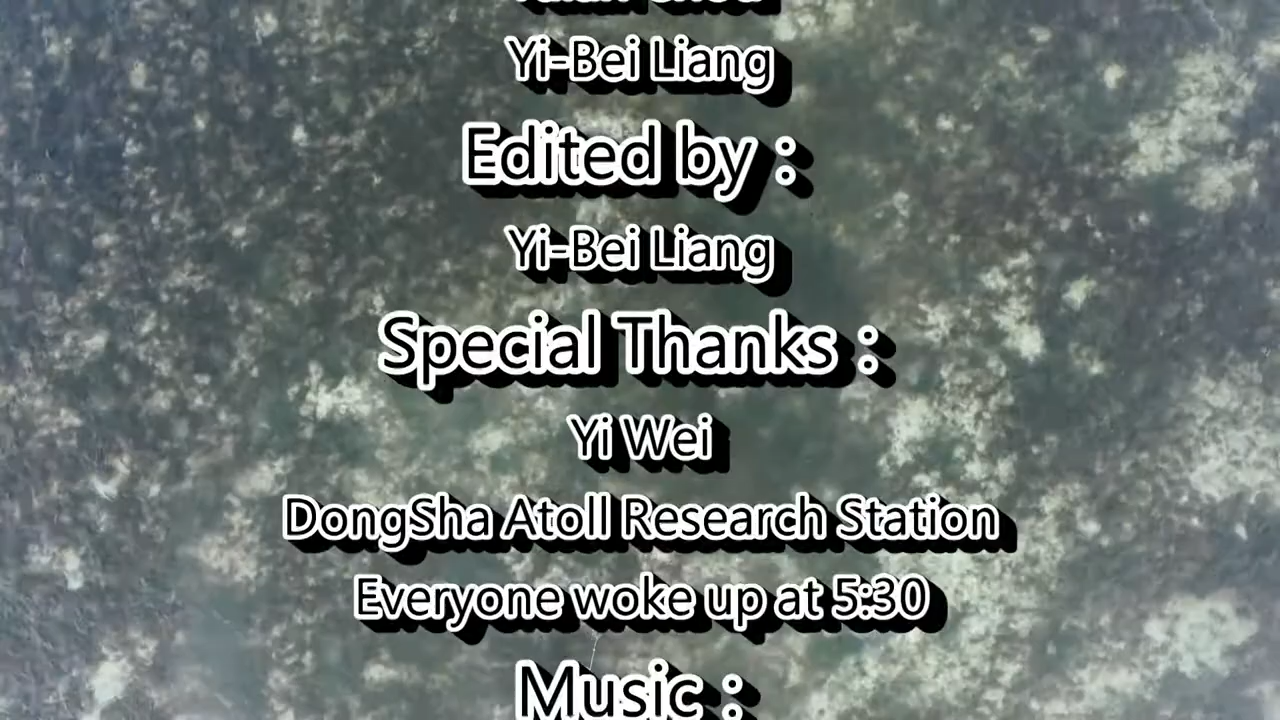 Yi-Bei Liang
Edited by :
Yi-Bei Liang
Special Thanks :
Yi Wei
DongSha Atoll Research Station
Everyone woke up at 5:30
Music :